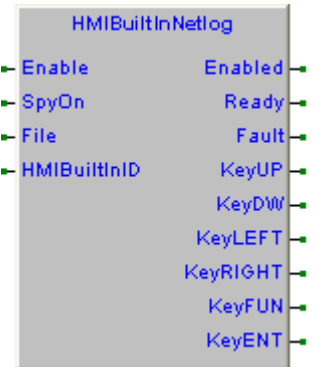 HMIBuiltInNetlog
Enable Enabled
SpyOn Ready
File Fault
HMIBuiltInID KeyUP
KeyDW
KeyLEFT
KeyRIGHT
KeyFUN
KeyENT